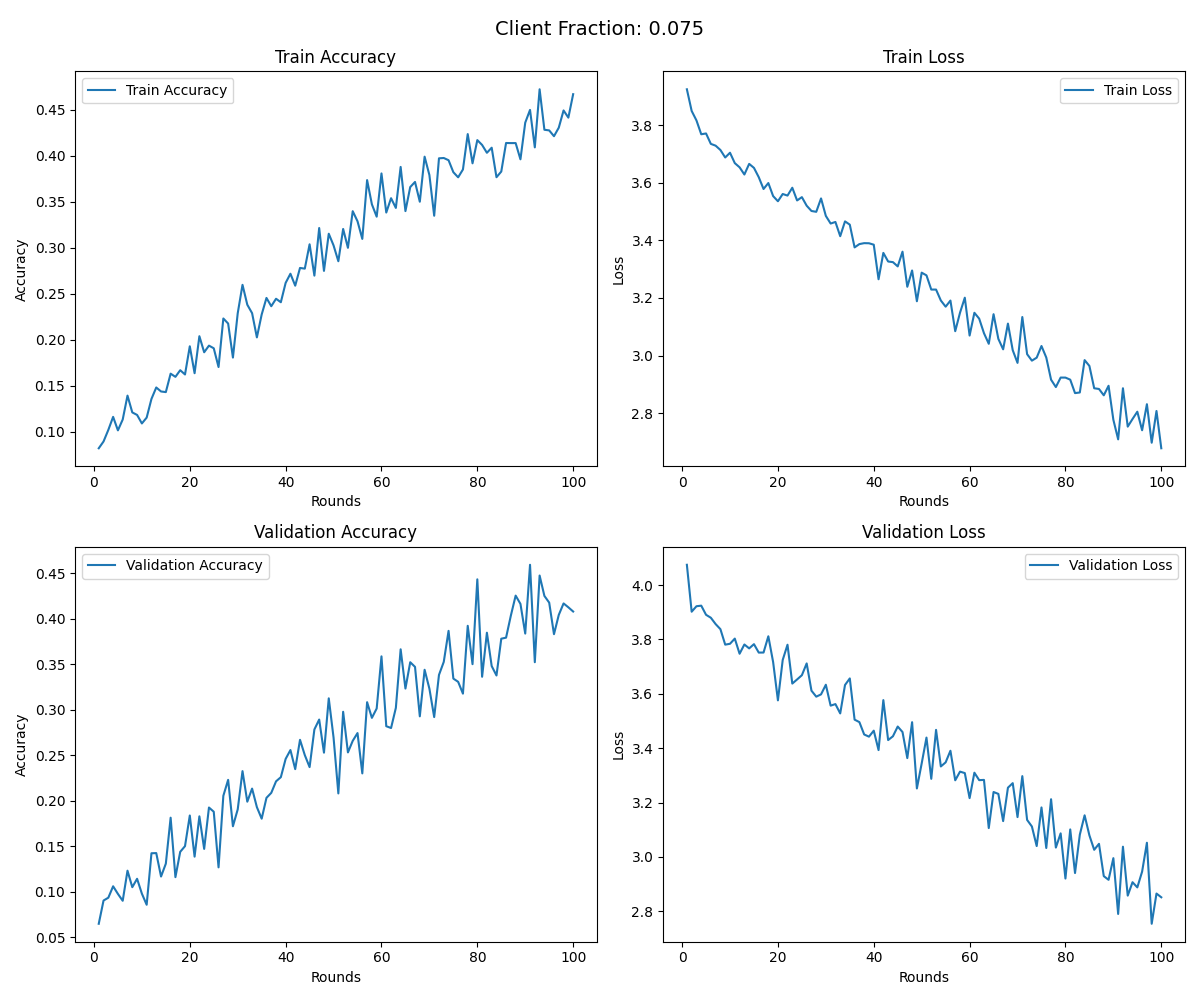 Client Fraction: 0.075
Train Accuracy
Train Accuracy
Accuracy
0.45
0.40
0.35
0.30
0.25
0.20
0.15
0.10
0 20 40 60 80 100
Rounds
Train Loss
Train Loss
Loss
3.8
3.6
3.4
3.2
3.0
2.8
0 20 40 60 80 100
Rounds
Validation Accuracy
Validation Accuracy
Accuracy
0.45
0.40
0.35
0.30
0.25
0.20
0.15
0.10
0.05
0 20 40 60 80 100
Rounds
Validation Loss
Validation Loss
Loss
4.0
3.8
3.6
3.4
3.2
3.0
2.8
0 20 40 60 80 100
Rounds